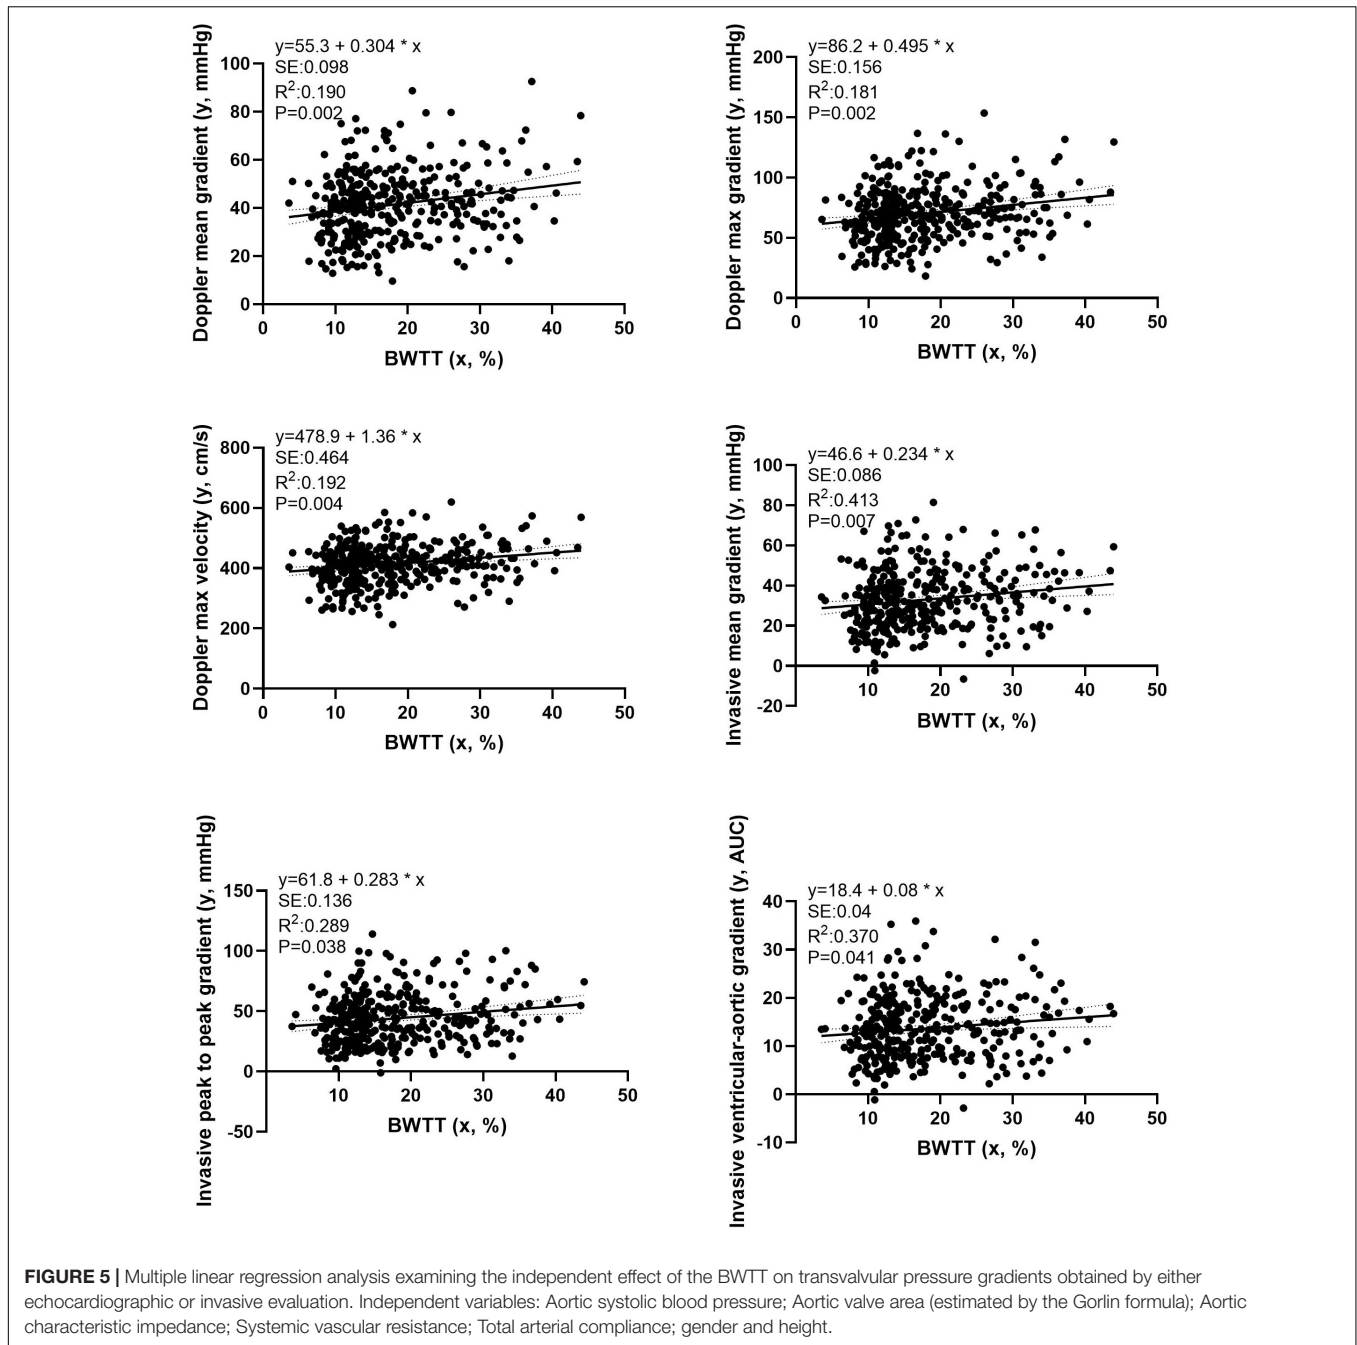 y=55.3 + 0.304 * x
SE:0.098
R²:0.190
P=0.002
Doppler mean gradient (y, mmHg)
100
80
60
40
20
0
0 10 20 30 40 50
BWTT (x, %)
y=86.2 + 0.495 * x
SE:0.156
R²:0.181
P=0.002
Doppler max gradient (y, mmHg)
200
150
100
50
0
0 10 20 30 40 50
BWTT (x, %)
y=478.9 + 1.36 * x
SE:0.464
R²:0.192
P=0.004
Doppler max velocity (y, cm/s)
800
600
400
200
0
0 10 20 30 40 50
BWTT (x, %)
y=46.6 + 0.234 * x
SE:0.086
R²:0.413
P=0.007
Invasive mean gradient (y, mmHg)
100
80
60
40
20
0
-20
10 20 30 40 50
BWTT (x, %)
y=61.8 + 0.283 * x
SE:0.136
R²:0.289
P=0.038
Invasive peak to peak gradient (y, mmHg)
150
100
50
0
-50
10 20 30 40 50
BWTT (x, %)
y=18.4 + 0.08 * x
SE:0.04
R²:0.370
P=0.041
Invasive ventricular-aortic gradient (y, AUC)
40
30
20
10
0
-10
10 20 30 40 50
BWTT (x, %)
FIGURE 5 | Multiple linear regression analysis examining the independent effect of the BWTT on transvalvular pressure gradients obtained by either
echocardiographic or invasive evaluation. Independent variables: Aortic systolic blood pressure; Aortic valve area (estimated by the Gorlin formula); Aortic
characteristic impedance; Systemic vascular resistance; Total arterial compliance; gender and height.